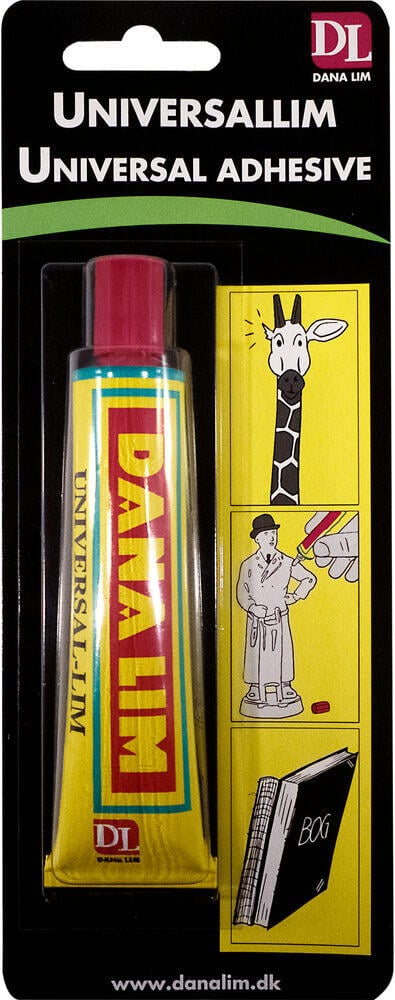 DL
DANA LIM
UNIVERSALLIM
UNIVERSAL ADHESIVE
DANA LIM
UNIVERSAL-LIM
DL
DANA LIM
BOG
www.danalim.dk